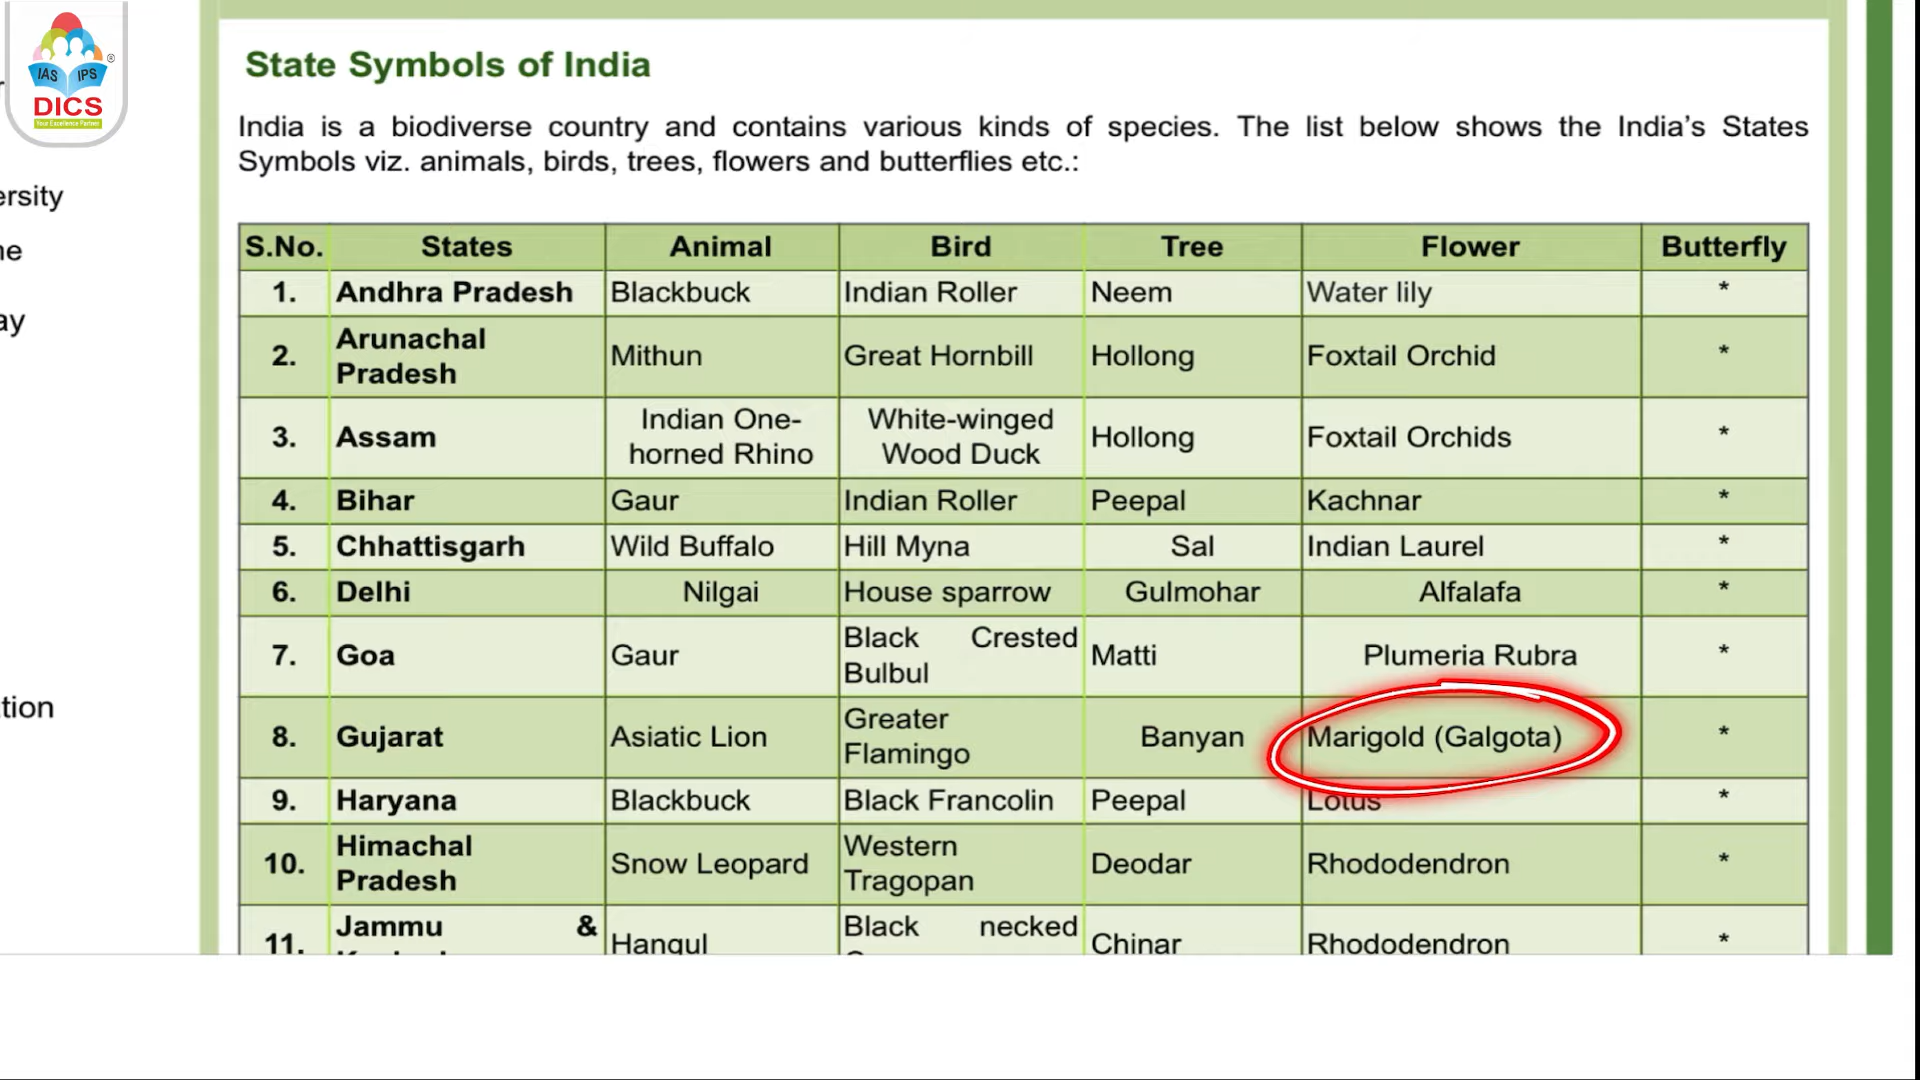 IAS IPS
DICS
Your Excellence Partner
®
ersity
ne
ay
tion
State Symbols of India
India is a biodiverse country and contains various kinds of species. The list below shows the India’s States
Symbols viz. animals, birds, trees, flowers and butterflies etc.:
S.No. States Animal Bird Tree Flower Butterfly
1. Andhra Pradesh Blackbuck Indian Roller Neem Water lily *
2. Arunachal Pradesh Mithun Great Hornbill Hollong Foxtail Orchid *
3. Assam Indian One-horned Rhino White-winged Wood Duck Hollong Foxtail Orchids *
4. Bihar Gaur Indian Roller Peepal Kachnar *
5. Chhattisgarh Wild Buffalo Hill Myna Sal Indian Laurel *
6. Delhi Nilgai House sparrow Gulmohar Alfalafa *
7. Goa Gaur Black Crested Bulbul Matti Plumeria Rubra *
8. Gujarat Asiatic Lion Greater Flamingo Banyan Marigold (Galgota) *
9. Haryana Blackbuck Black Francolin Peepal Lotus *
10. Himachal Pradesh Snow Leopard Western Tragopan Deodar Rhododendron *
11. Jammu & Hangul Black necked Chinar Rhododendron *